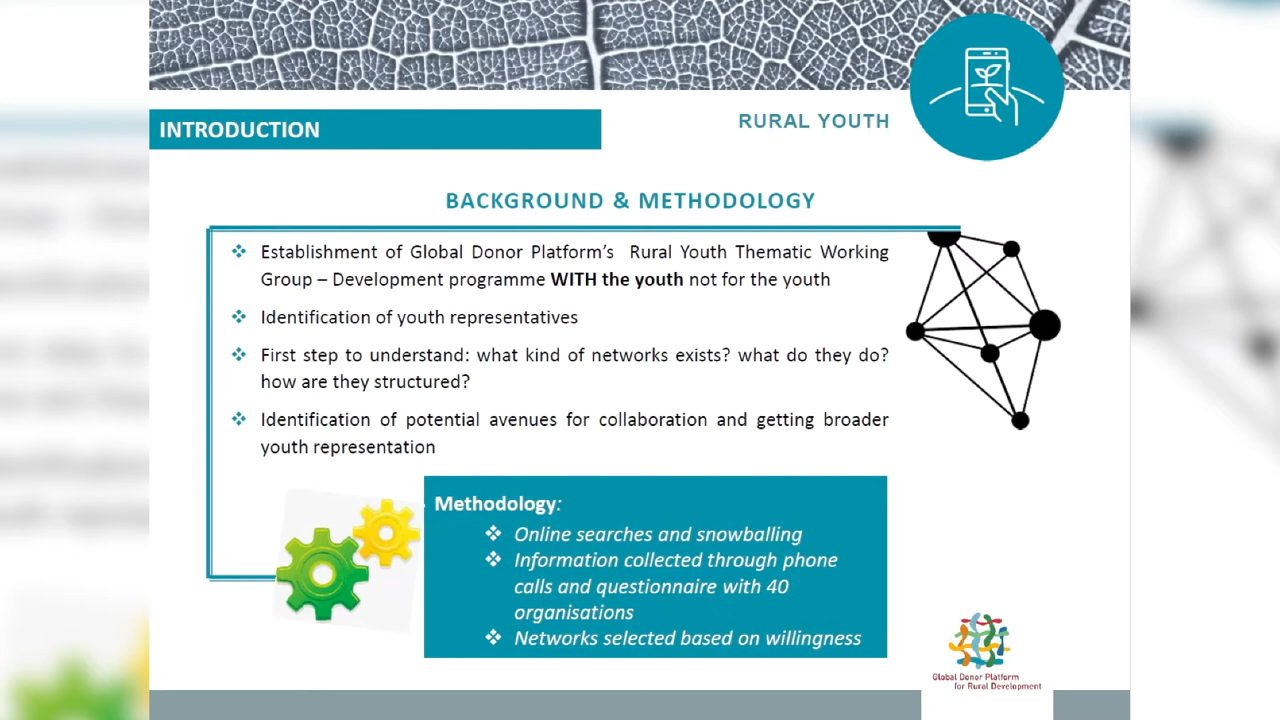 INTRODUCTION
RURAL YOUTH
BACKGROUND & METHODOLOGY
❖ Establishment of Global Donor Platform’s Rural Youth Thematic Working
Group – Development programme WITH the youth not for the youth
❖ Identification of youth representatives
❖ First step to understand: what kind of networks exists? what do they do?
how are they structured?
❖ Identification of potential avenues for collaboration and getting broader
youth representation
Methodology:
❖ Online searches and snowballing
❖ Information collected through phone
calls and questionnaire with 40
organisations
❖ Networks selected based on willingness
Global Donor Platform
for Rural Development